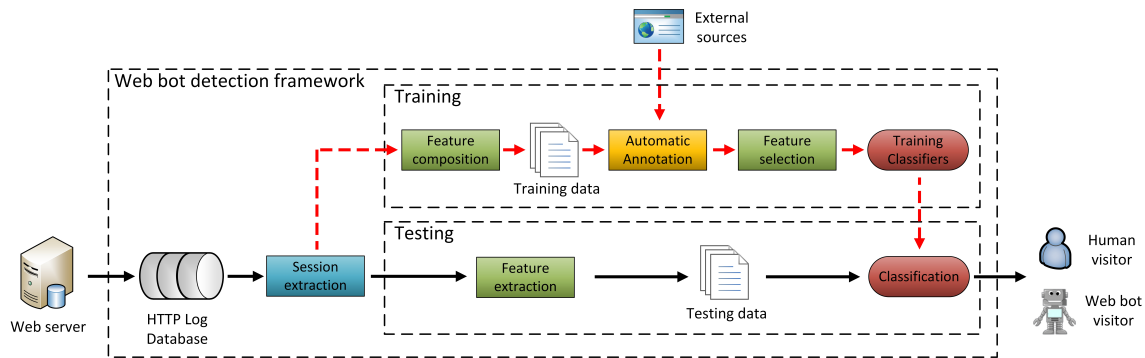 External
sources
Web bot detection framework
Training
Feature
composition
Training data
Automatic
Annotation
Feature
selection
Training
Classifiers
Testing
Web server
HTTP Log
Database
Session
extraction
Feature
extraction
Testing data
Classification
Human
visitor
Web bot
visitor